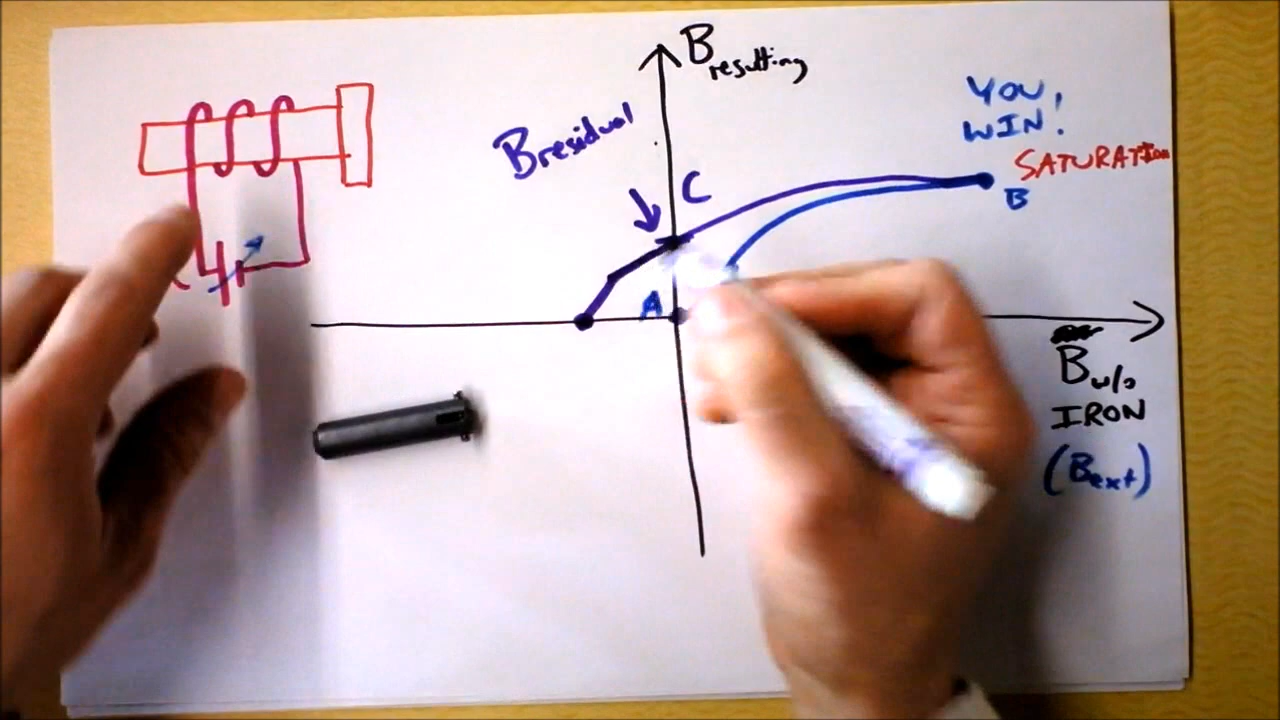 B resulting
B residual
YOU,
WIN!
SATURATION
C
B
A
B w/o
IRON
(Bext)